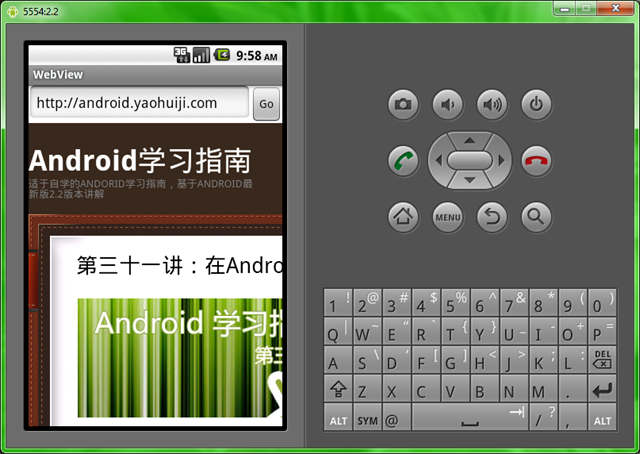 5554:2.2
3G
9:58 AM
WebView
http://android.yaohuiji.com
Go
Android学习指南
适于自学的ANDORID学习指南，基于ANDROID最
新版2.2版本讲解
第三十一讲：在Andro
Android 学习指
第三
MENU
1 ! 2 @ 3 # 4 $ 5 % 6 ^ 7 & 8 * 9 ( 0 )
Q | W ~ E “ R ` T { Y } U _ I - O + P =
A S \ D ' F [ G ] H < J > K ; L : DEL
Z X C V B N M .
ALT SYM @ / ? , ALT